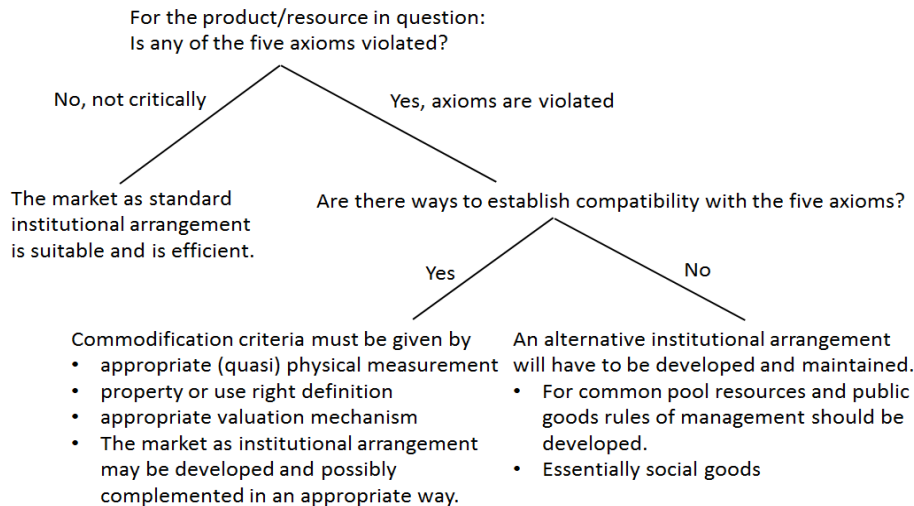 For the product/resource in question:
Is any of the five axioms violated?
No, not critically
Yes, axioms are violated
The market as standard
institutional arrangement
is suitable and is efficient.
Are there ways to establish compatibility with the five axioms?
Yes
No
Commodification criteria must be given by
• appropriate (quasi) physical measurement
• property or use right definition
• appropriate valuation mechanism
• The market as institutional arrangement
may be developed and possibly
complemented in an appropriate way.
An alternative institutional arrangement
will have to be developed and maintained.
• For common pool resources and public
goods rules of management should be
developed.
• Essentially social goods